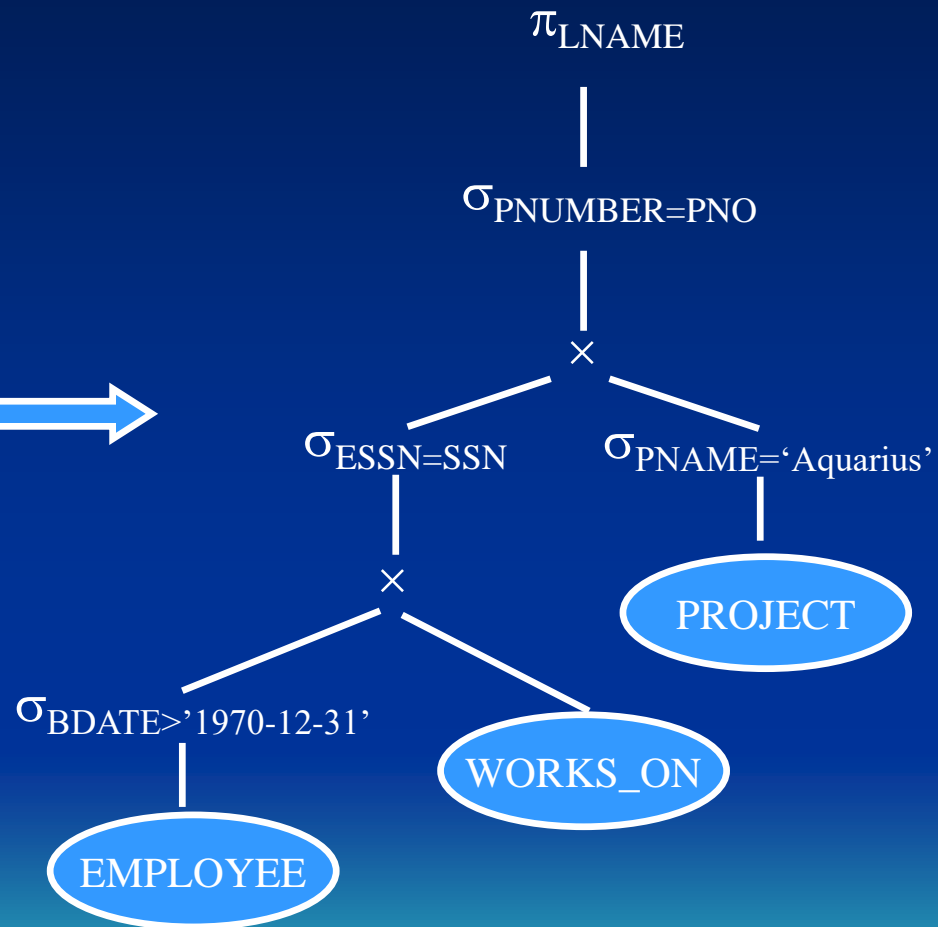 πLNAME
σPNUMBER=PNO
×
σESSN=SSN σPNAME=‘Aquarius’
×
PROJECT
σBDATE>’1970-12-31’
WORKS_ON
EMPLOYEE